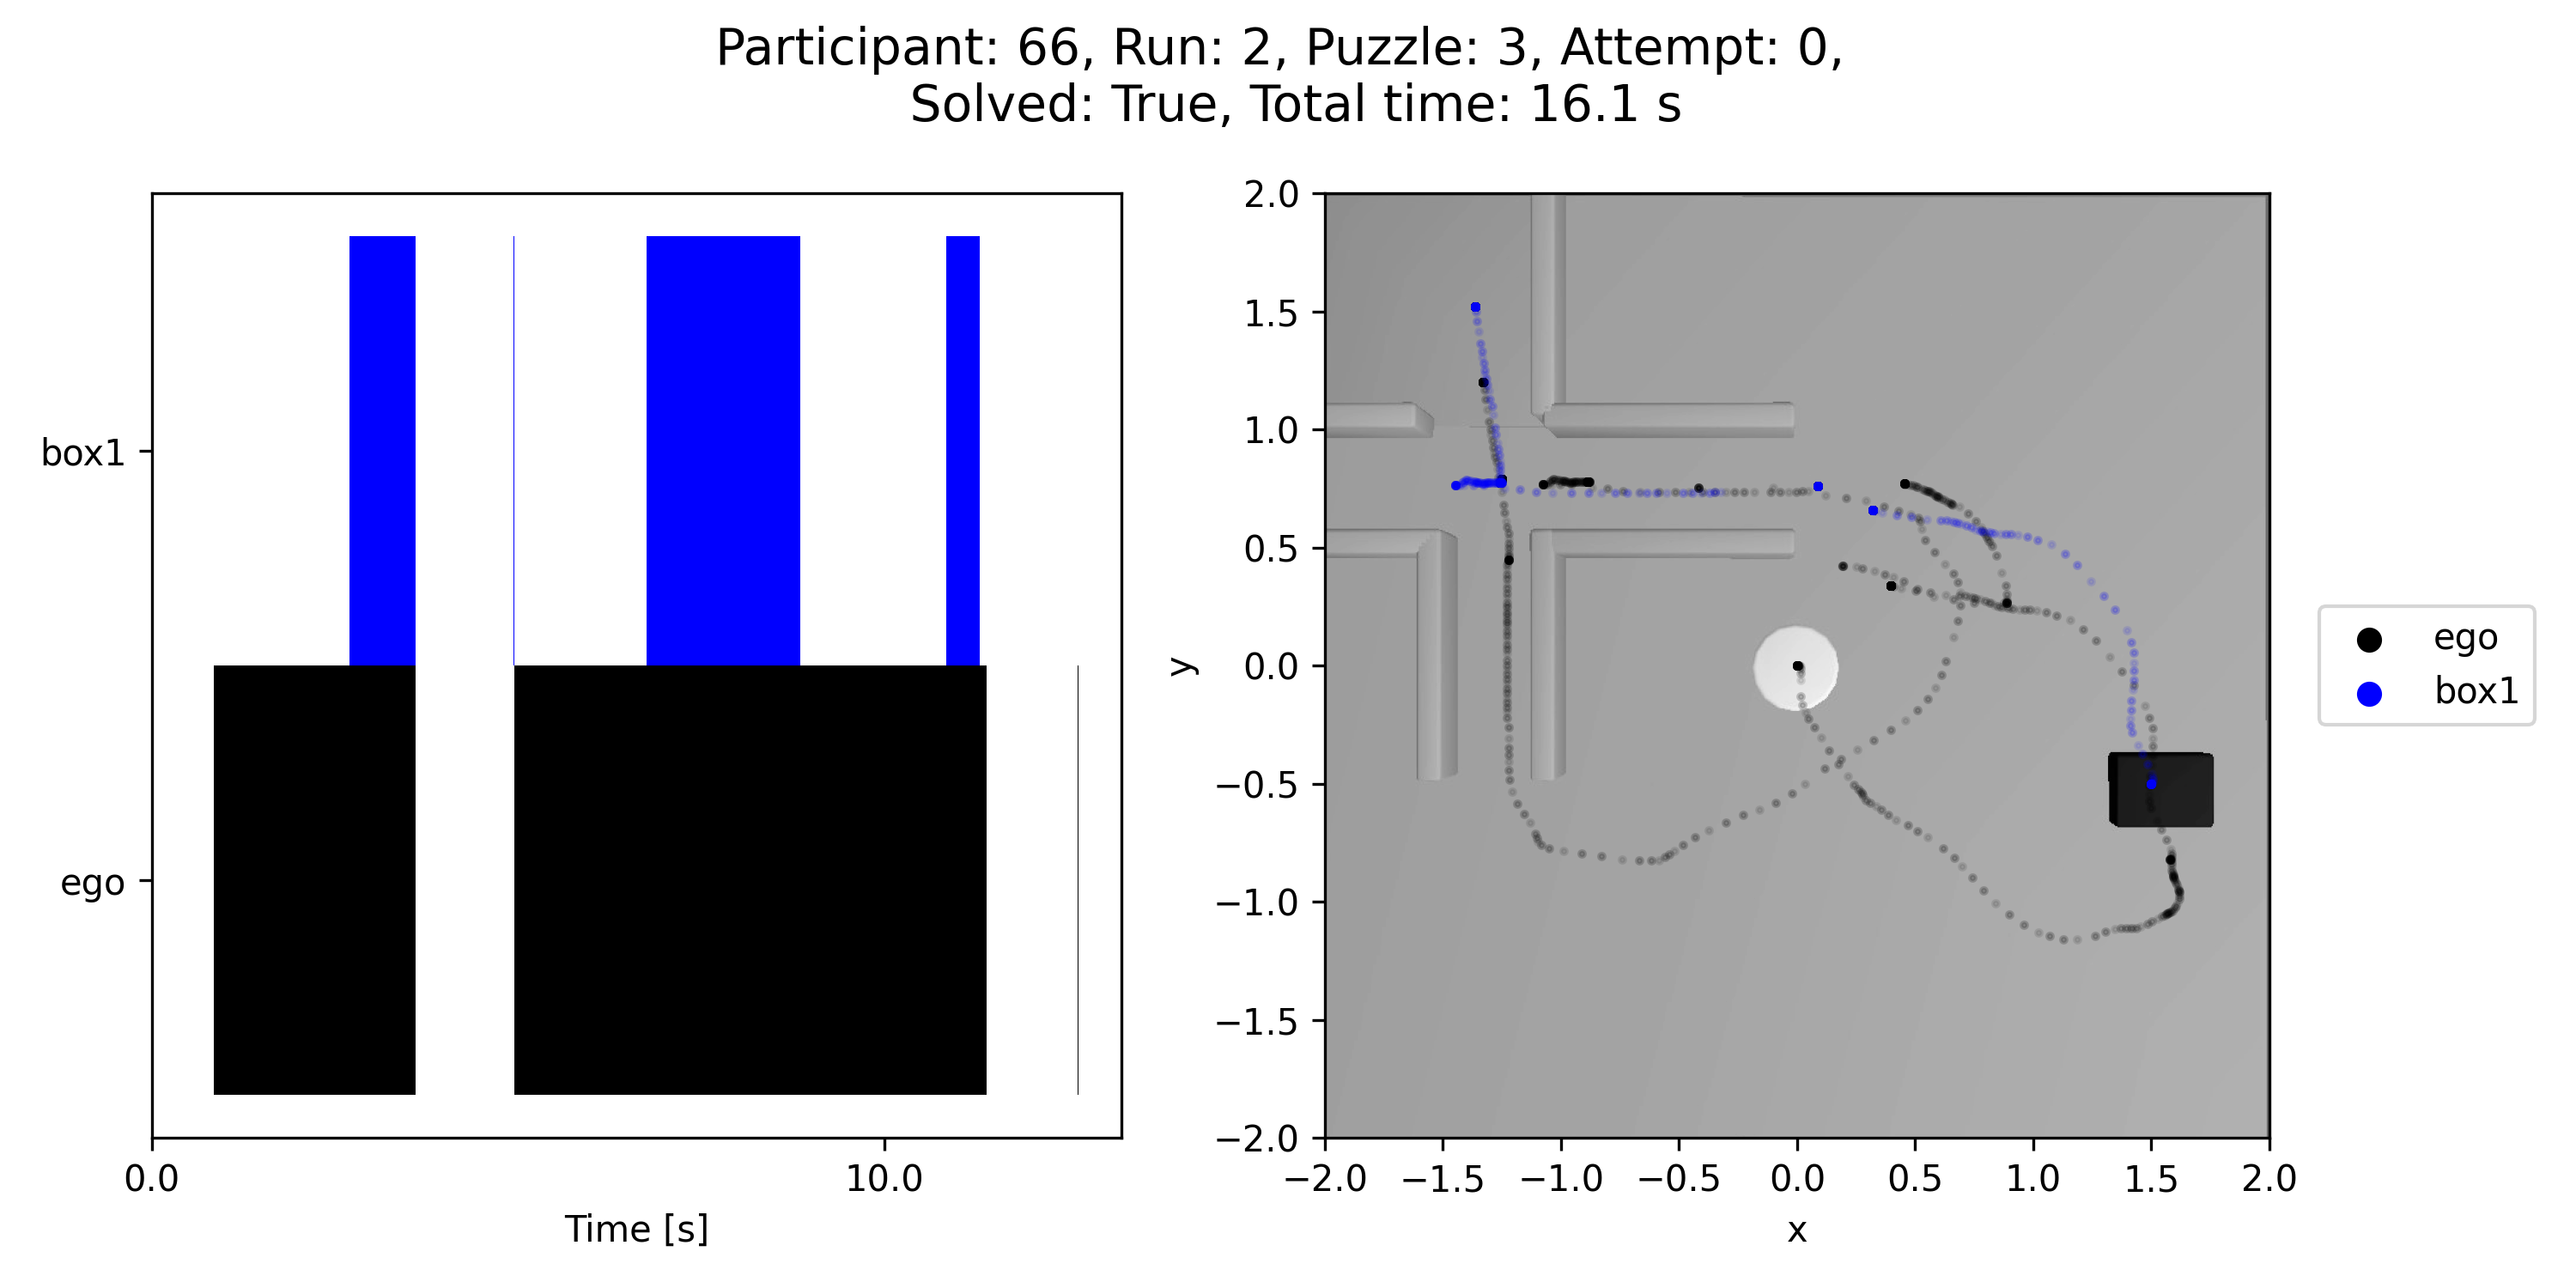 Participant: 66, Run: 2, Puzzle: 3, Attempt: 0,
Solved: True, Total time: 16.1 s
box1
ego
0.0
10.0
Time [s]
2.0
1.5
1.0
0.5
0.0
−0.5
−1.0
−1.5
−2.0
y
−2.0
−1.5
−1.0
−0.5
0.0
0.5
1.0
1.5
2.0
x
ego
box1